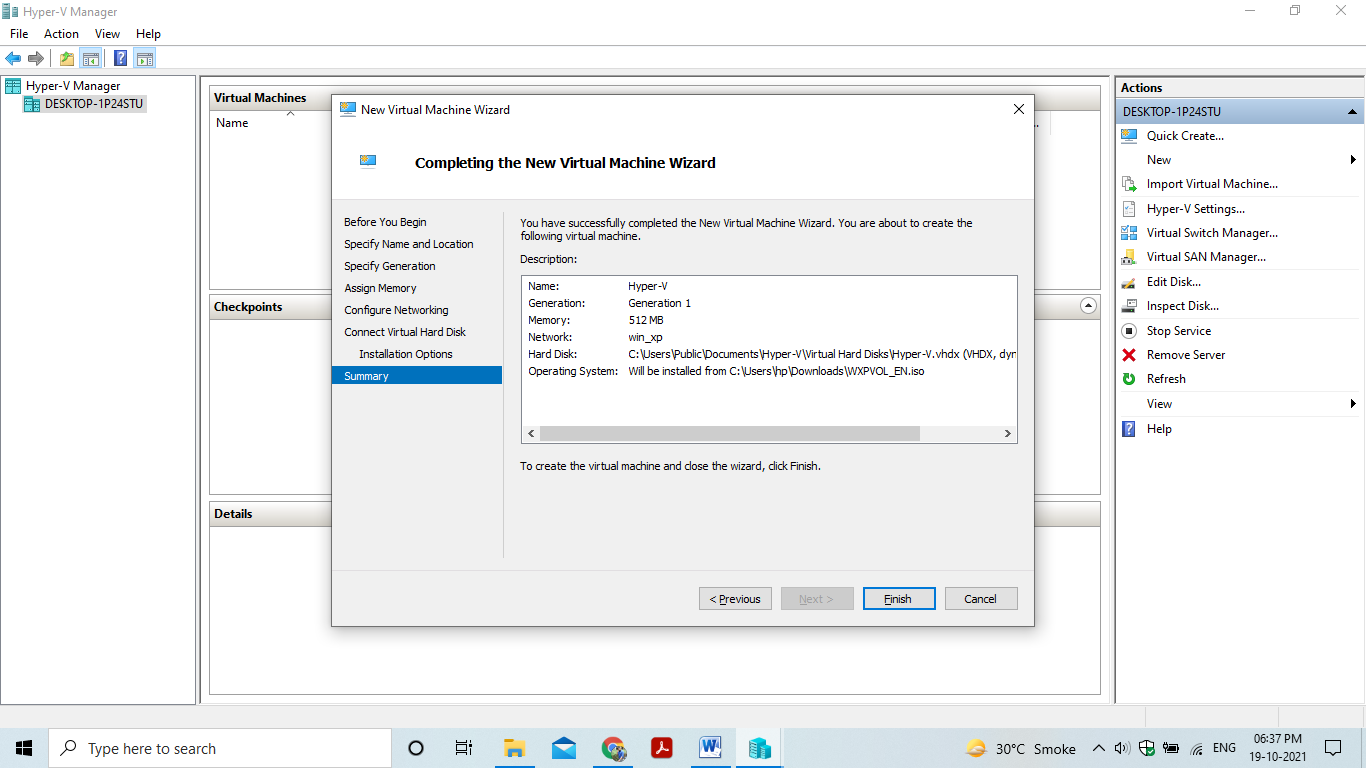 Hyper-V Manager
File Action View Help
Hyper-V Manager
DESKTOP-1P24STU
Virtual Machines
Name
..
Checkpoints
Details
New Virtual Machine Wizard
Completing the New Virtual Machine Wizard
Before You Begin
Specify Name and Location
Specify Generation
Assign Memory
Configure Networking
Connect Virtual Hard Disk
Installation Options
Summary
You have successfully completed the New Virtual Machine Wizard. You are about to create the
following virtual machine.
Description:
Name: Hyper-V
Generation: Generation 1
Memory: 512 MB
Network: win_xp
Hard Disk: C:\Users\Public\Documents\Hyper-V\Virtual Hard Disks\Hyper-V.vhdx (VHDX, dyn
Operating System: Will be installed from C:\Users\hp\Downloads\WXPVOL_EN.iso
To create the virtual machine and close the wizard, click Finish.
< Previous Next > Finish Cancel
Actions
DESKTOP-1P24STU
Quick Create...
New
Import Virtual Machine...
Hyper-V Settings...
Virtual Switch Manager...
Virtual SAN Manager...
Edit Disk...
Inspect Disk...
Stop Service
Remove Server
Refresh
View
Help
Type here to search
30°C Smoke
ENG
06:37 PM
19-10-2021